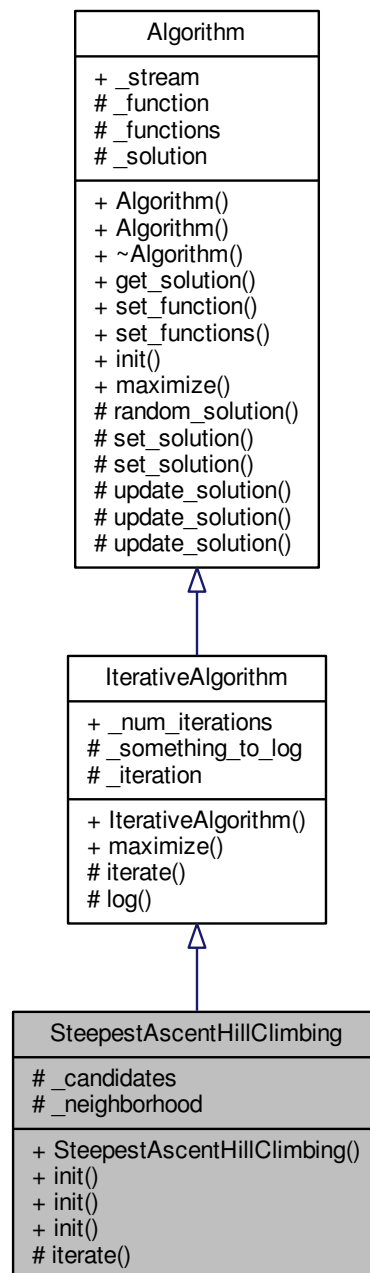 Algorithm
+ _stream
# _function
# _functions
# _solution
+ Algorithm()
+ Algorithm()
+ ~Algorithm()
+ get_solution()
+ set_function()
+ set_functions()
+ init()
+ maximize()
# random_solution()
# set_solution()
# set_solution()
# update_solution()
# update_solution()
# update_solution()
IterativeAlgorithm
+ _num_iterations
# _something_to_log
# _iteration
+ IterativeAlgorithm()
+ maximize()
# iterate()
# log()
SteepestAscentHillClimbing
# _candidates
# _neighborhood
+ SteepestAscentHillClimbing()
+ init()
+ init()
+ init()
# iterate()